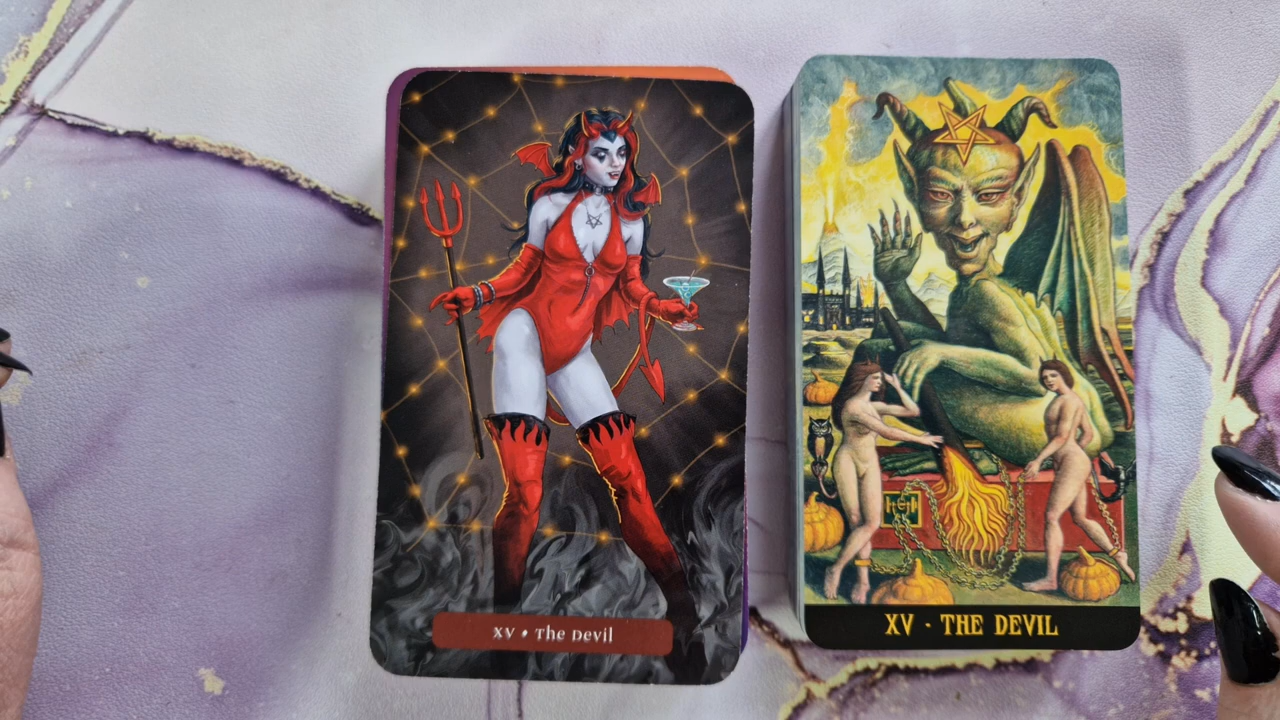 XV • The Devil
XV · THE DEVIL